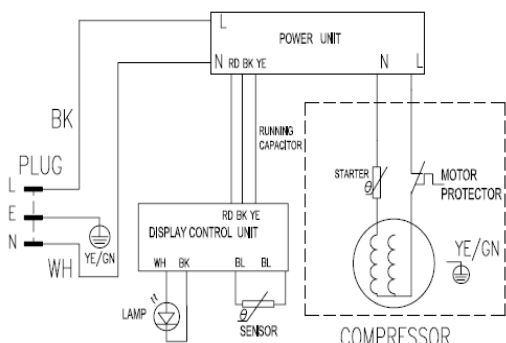 L
POWER UNIT
N RD BK YE N L
BK
RUNNING
CAPACITOR
PLUG
L
STARTER
θ
MOTOR
PROTECTOR
E
RD BK YE
YE/GN
DISPLAY CONTROL UNIT
YE/GN
N
WH
WH BK BL BL
LAMP
θ
SENSOR
COMPRESSOR